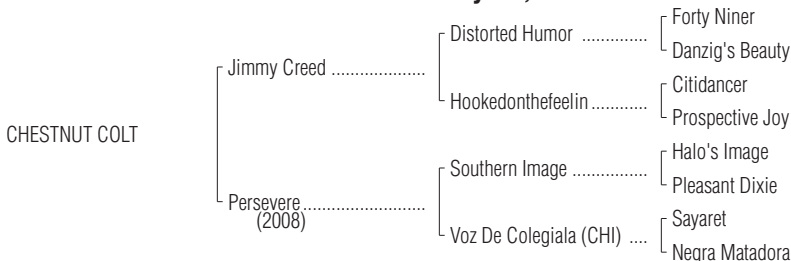 Forty Niner
Distorted Humor ..............
Danzig's Beauty
Jimmy Creed .....................
Citidancer
Hookedonthefeelin ............
Prospective Joy
CHESTNUT COLT
Halo's Image
Southern Image .................
Pleasant Dixie
Persevere ...........................
(2008)
Sayaret
Voz De Colegiala (CHI) ....
Negra Matadora